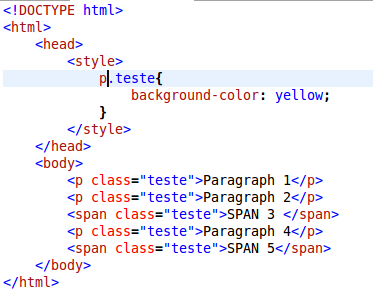 <!DOCTYPE html>
<html>
    <head>
        <style>
            p.teste{
                background-color: yellow;
            }
        </style>
    </head>
    <body>
        <p class="teste">Paragraph 1</p>
        <p class="teste">Paragraph 2</p>
        <span class="teste">SPAN 3 </span>
        <p class="teste">Paragraph 4</p>
        <span class="teste">SPAN 5</span>
    </body>
</html>